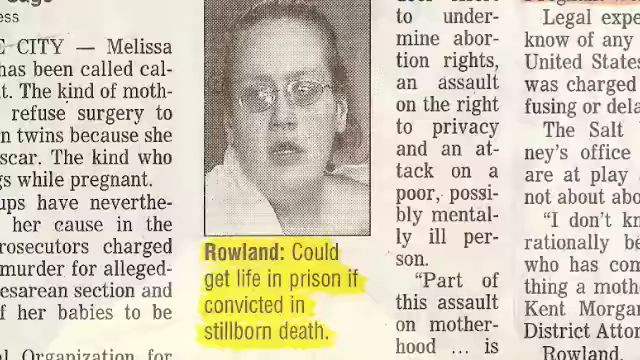 ess
E CITY — Melissa
has been called cal-
t. The kind of moth-
refuse surgery to
n twins because she
scar. The kind who
gs while pregnant.
ups have neverthe-
her cause in the
rosecutors charged
murder for alleged-
esarean section and
f her babies to be
l Organization for
Rowland: Could
get life in prison if
convicted in
stillborn death.
to under-
mine abor-
tion rights,
an assault
on the right
to privacy
and an at-
tack on a
poor, possi-
bly mental-
ly ill per-
son.
"Part of
this assault
on mother-
hood ... is
Legal expe
know of any
United States
was charged
fusing or dela
The Salt
ney's office
are at play
not about abo
"I don't kn
rationally be
who has com
thing a mothe
Kent Morgan
District Attor
Rowland,